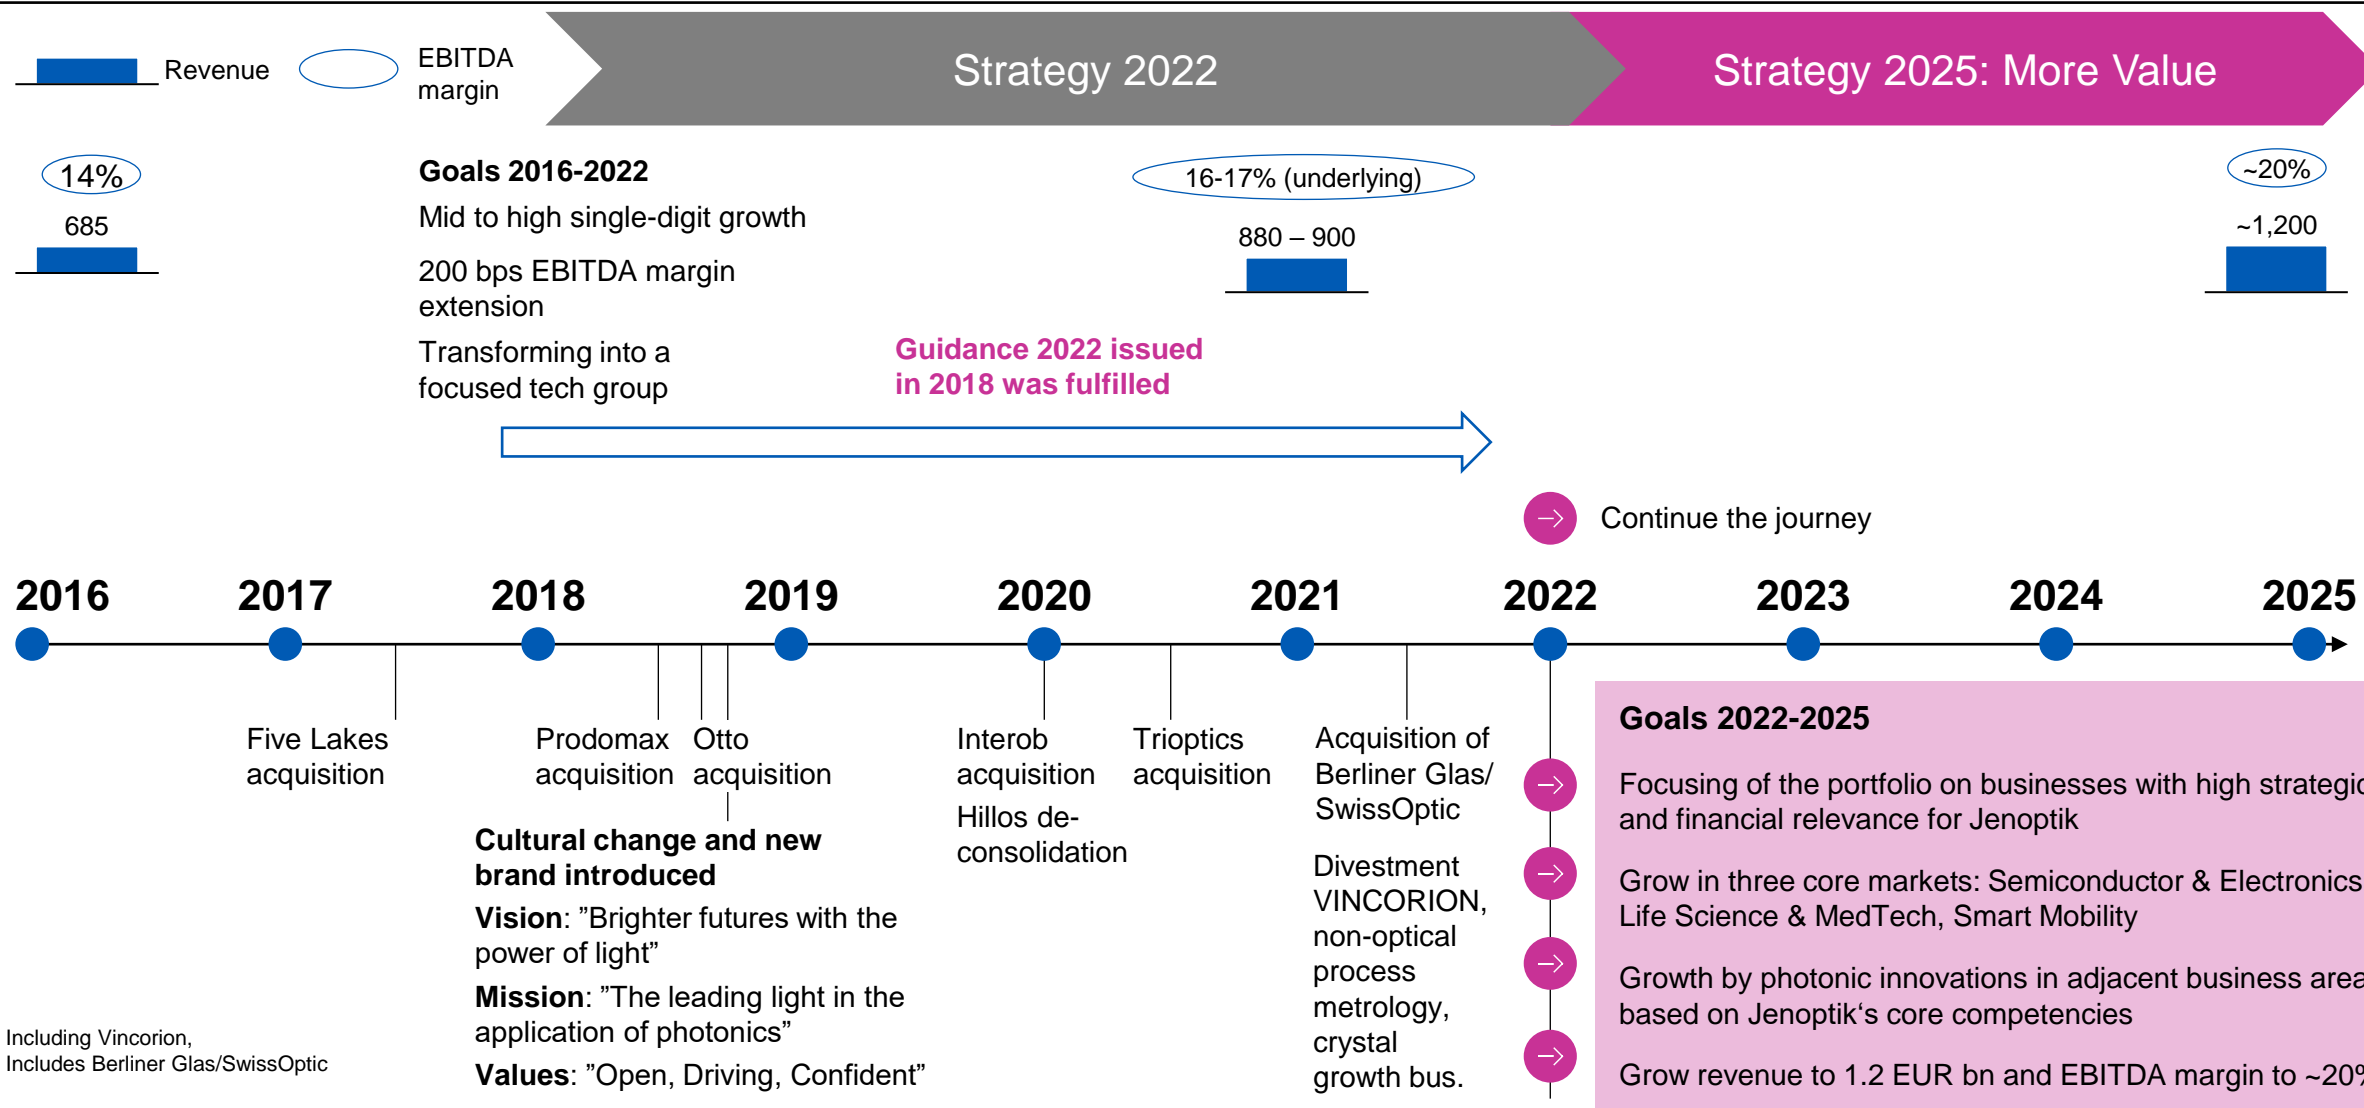 Revenue
EBITDA
margin
Strategy 2022
Strategy 2025: More Value
14%
685
Goals 2016-2022
Mid to high single-digit growth
200 bps EBITDA margin
extension
Transforming into a
focused tech group
16-17% (underlying)
880 – 900
~20%
~1,200
Guidance 2022 issued
in 2018 was fulfilled
Continue the journey
2016
2017
2018
2019
2020
2021
2022
2023
2024
2025
Five Lakes
acquisition
Prodomax
acquisition
Otto
acquisition
Cultural change and new
brand introduced
Vision: ”Brighter futures with the
power of light”
Mission: ”The leading light in the
application of photonics”
Values: ”Open, Driving, Confident”
Interob
acquisition
Hillos de-
consolidation
Trioptics
acquisition
Acquisition of
Berliner Glas/
SwissOptic
Divestment
VINCORION,
non-optical
process
metrology,
crystal
growth bus.
Goals 2022-2025
Focusing of the portfolio on businesses with high strategic
and financial relevance for Jenoptik
Grow in three core markets: Semiconductor & Electronics
Life Science & MedTech, Smart Mobility
Growth by photonic innovations in adjacent business area
based on Jenoptik‘s core competencies
Grow revenue to 1.2 EUR bn and EBITDA margin to ~20%
Including Vincorion,
Includes Berliner Glas/SwissOptic